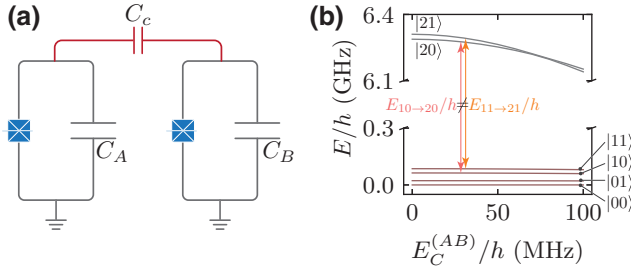 (a)
C_c
C_A
C_B
(b)
6.4
|21⟩
|20⟩
6.1
E_{10→20}/h ≠ E_{11→21}/h
E/h (GHz)
0.3
0.0
|11⟩
|10⟩
|01⟩
|00⟩
0
50
100
E_C^{(AB)}/h (MHz)